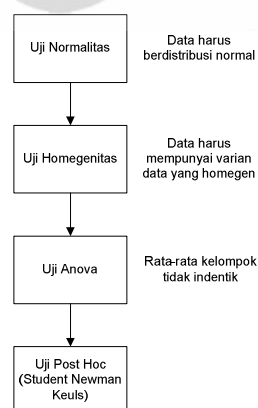 Uji Normalitas
Data harus
berdistribusi normal
Uji Homegenitas
Data harus
mempunyai varian
data yang homegen
Uji Anova
Rata-rata kelompok
tidak indentik
Uji Post Hoc
(Student Newman
Keuls)